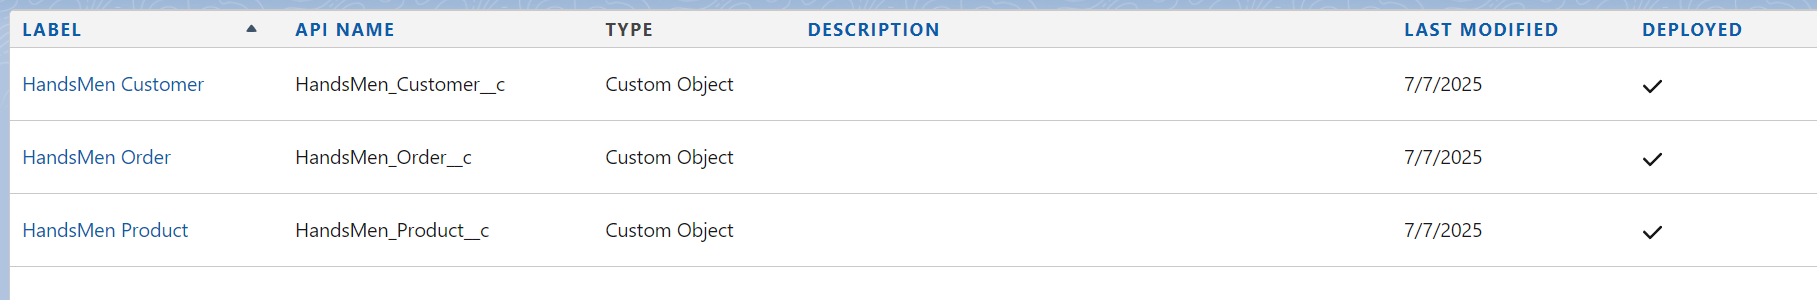 LABEL API NAME TYPE DESCRIPTION LAST MODIFIED DEPLOYED
HandsMen Customer HandsMen_Customer__c Custom Object 7/7/2025
HandsMen Order HandsMen_Order__c Custom Object 7/7/2025
HandsMen Product HandsMen_Product__c Custom Object 7/7/2025